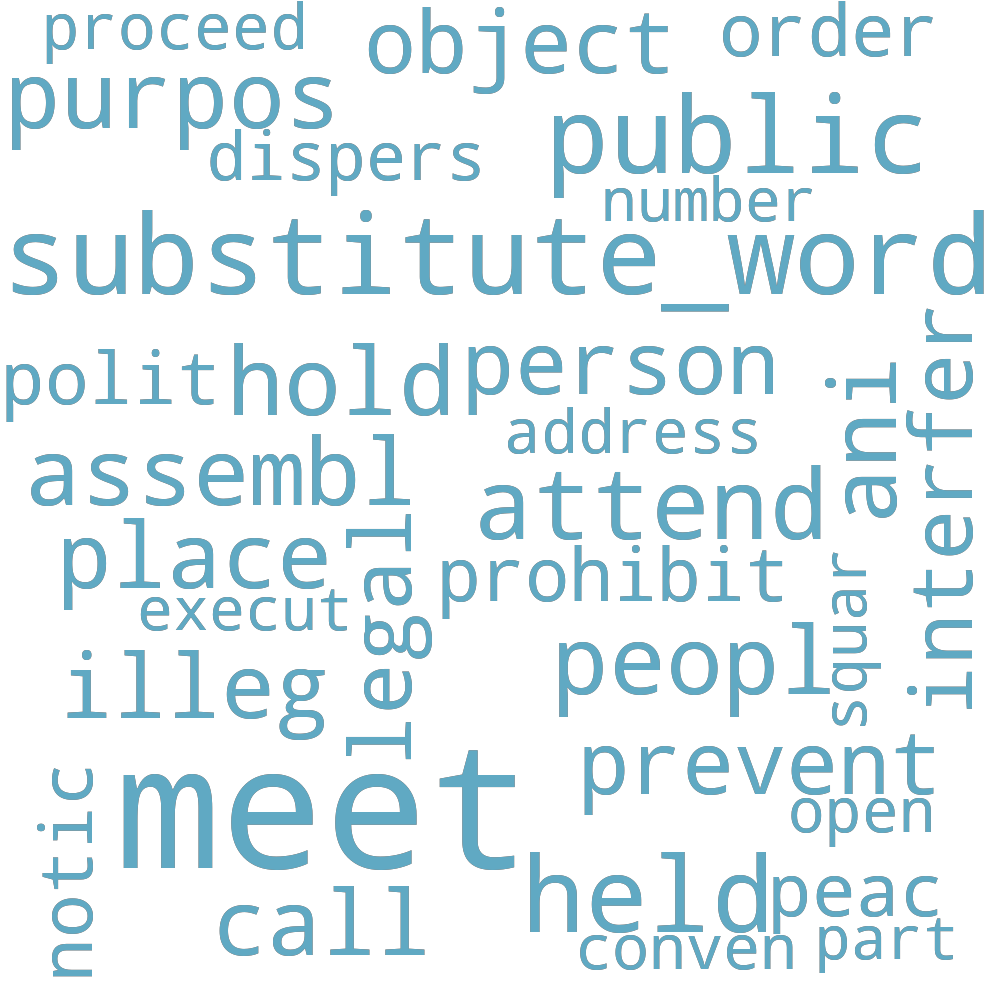 proceed
object
order
purpos
public
dispers
number
substitute_word
polit
hold
person
ani
interfer
address
assembl
attend
place
legal
prohibit
squar
execut
illeg
peopl
meet
prevent
notic
open
call
held
peac
conven
part